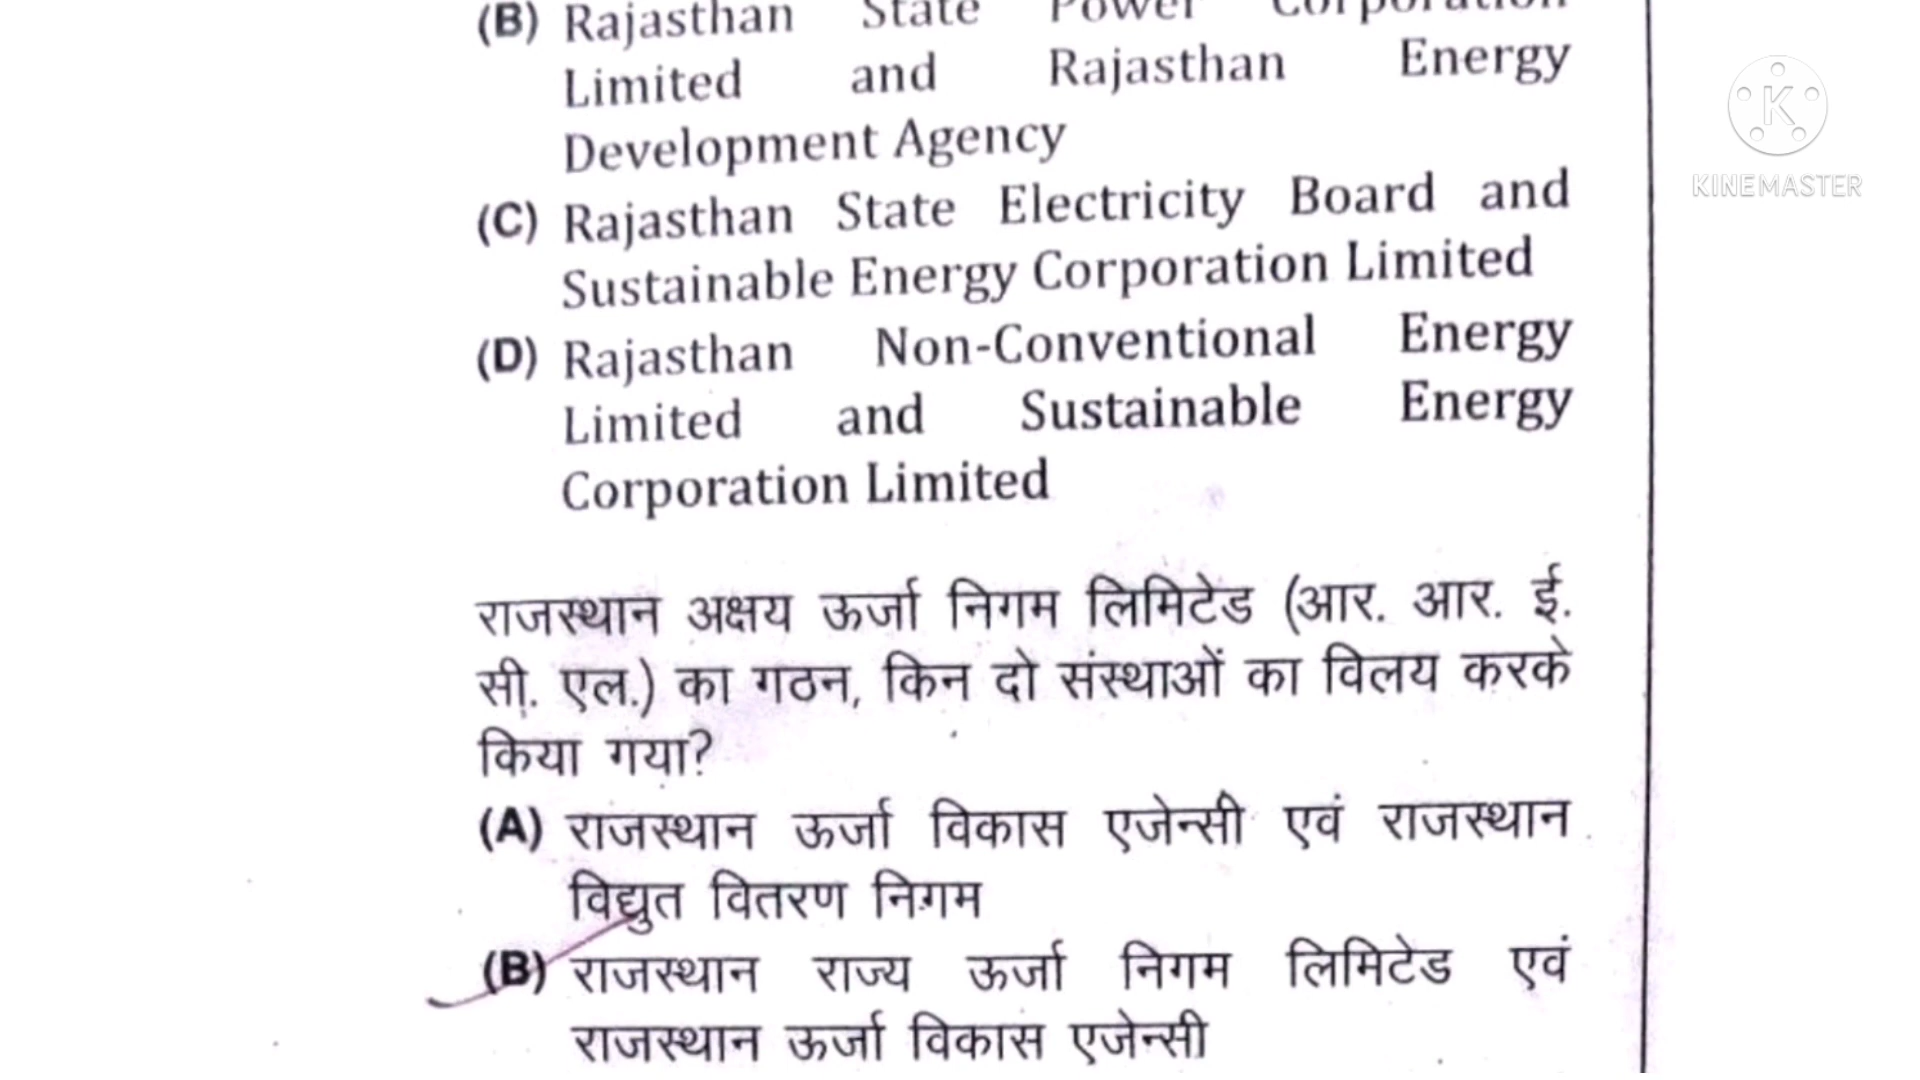 (B) Rajasthan State Power Corporation
Limited and Rajasthan Energy
Development Agency
(C) Rajasthan State Electricity Board and
Sustainable Energy Corporation Limited
(D) Rajasthan Non-Conventional Energy
Limited and Sustainable Energy
Corporation Limited
राजस्थान अक्षय ऊर्जा निगम लिमिटेड (आर. आर. ई.
सी. एल.) का गठन, किन दो संस्थाओं का विलय करके
किया गया?
(A) राजस्थान ऊर्जा विकास एजेन्सी एवं राजस्थान
विद्युत वितरण निगम
(B) राजस्थान राज्य ऊर्जा निगम लिमिटेड एवं
राजस्थान ऊर्जा विकास एजेन्सी
K
KINEMASTER